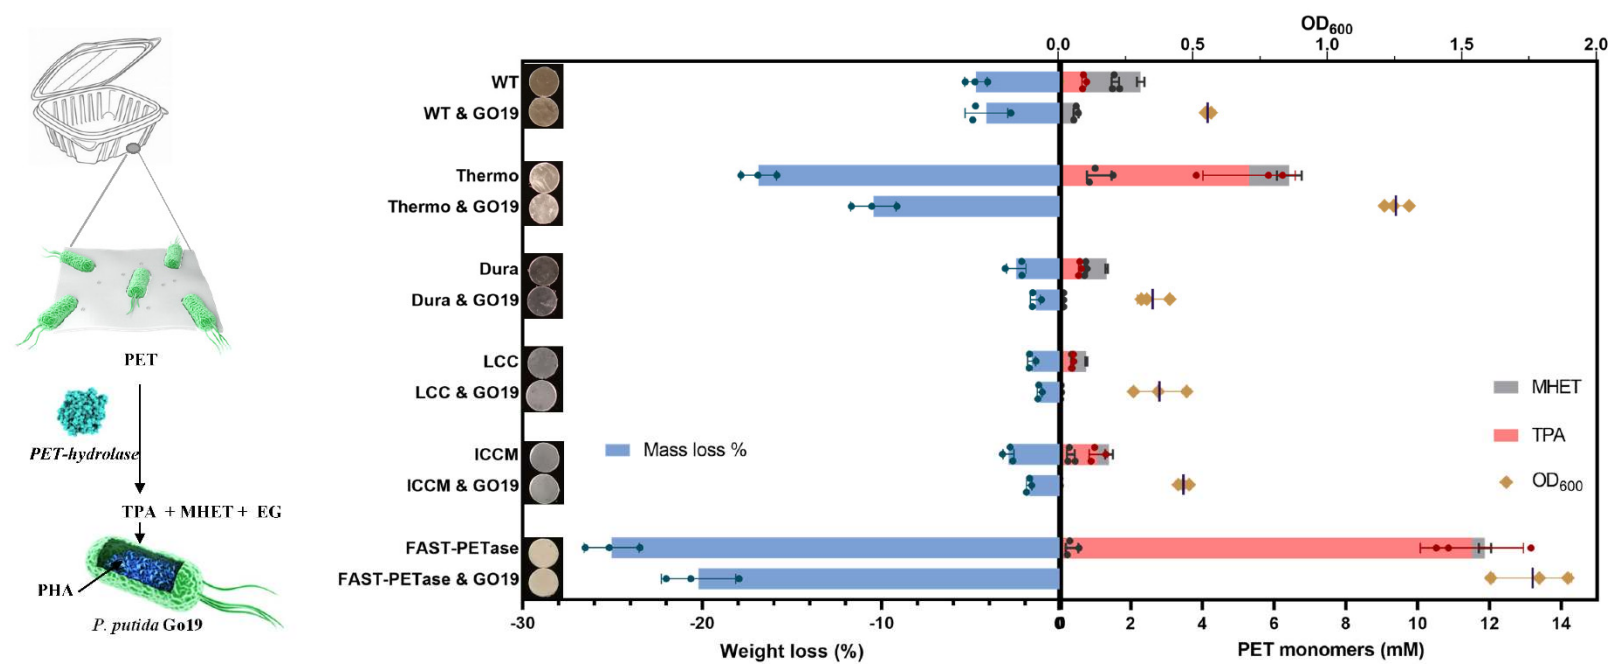 PET
PET-hydrolase
TPA + MHET + EG
PHA
P. putida Go19
OD600
0.0 0.5 1.0 1.5 2.0
WT
WT & GO19
Thermo
Thermo & GO19
Dura
Dura & GO19
LCC
LCC & GO19
ICCM
ICCM & GO19
FAST-PETase
FAST-PETase & GO19
Mass loss %
MHET
TPA
OD600
-30 -20 -10 0 0 2 4 6 8 10 12 14
Weight loss (%)
PET monomers (mM)